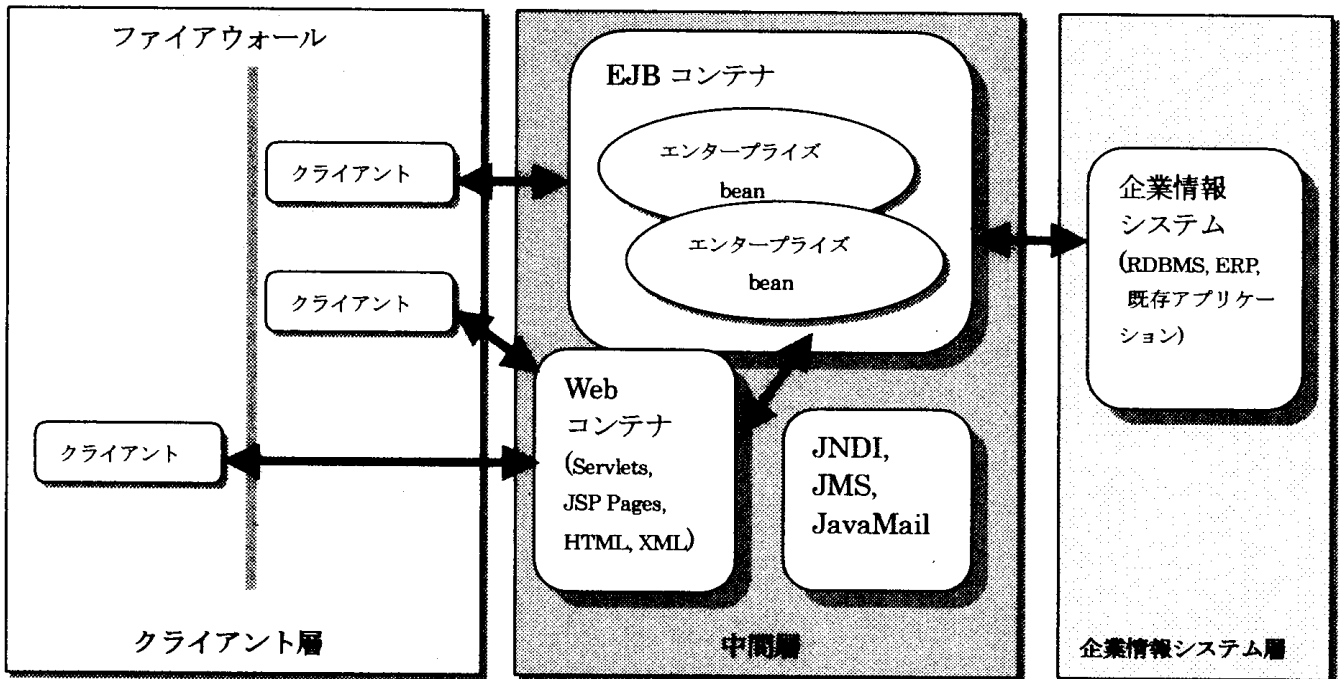 ファイアウォール
クライアント
クライアント
クライアント
クライアント層
EJB コンテナ
エンタープライズ
bean
エンタープライズ
bean
Web
コンテナ
(Servlets,
JSP Pages,
HTML, XML)
JNDI,
JMS,
JavaMail
中間層
企業情報
システム
(RDBMS, ERP,
既存アプリケー
ション)
企業情報システム層